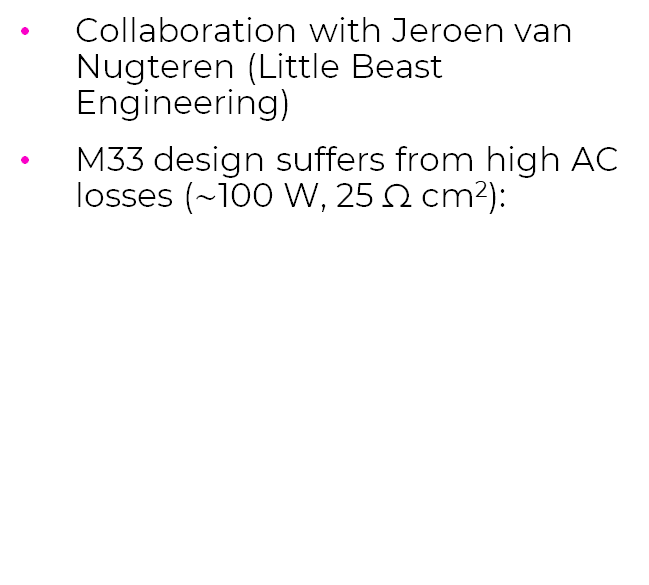 • Collaboration with Jeroen van
Nugteren (Little Beast
Engineering)
• M33 design suffers from high AC
losses (~100 W, 25 Ω cm²):